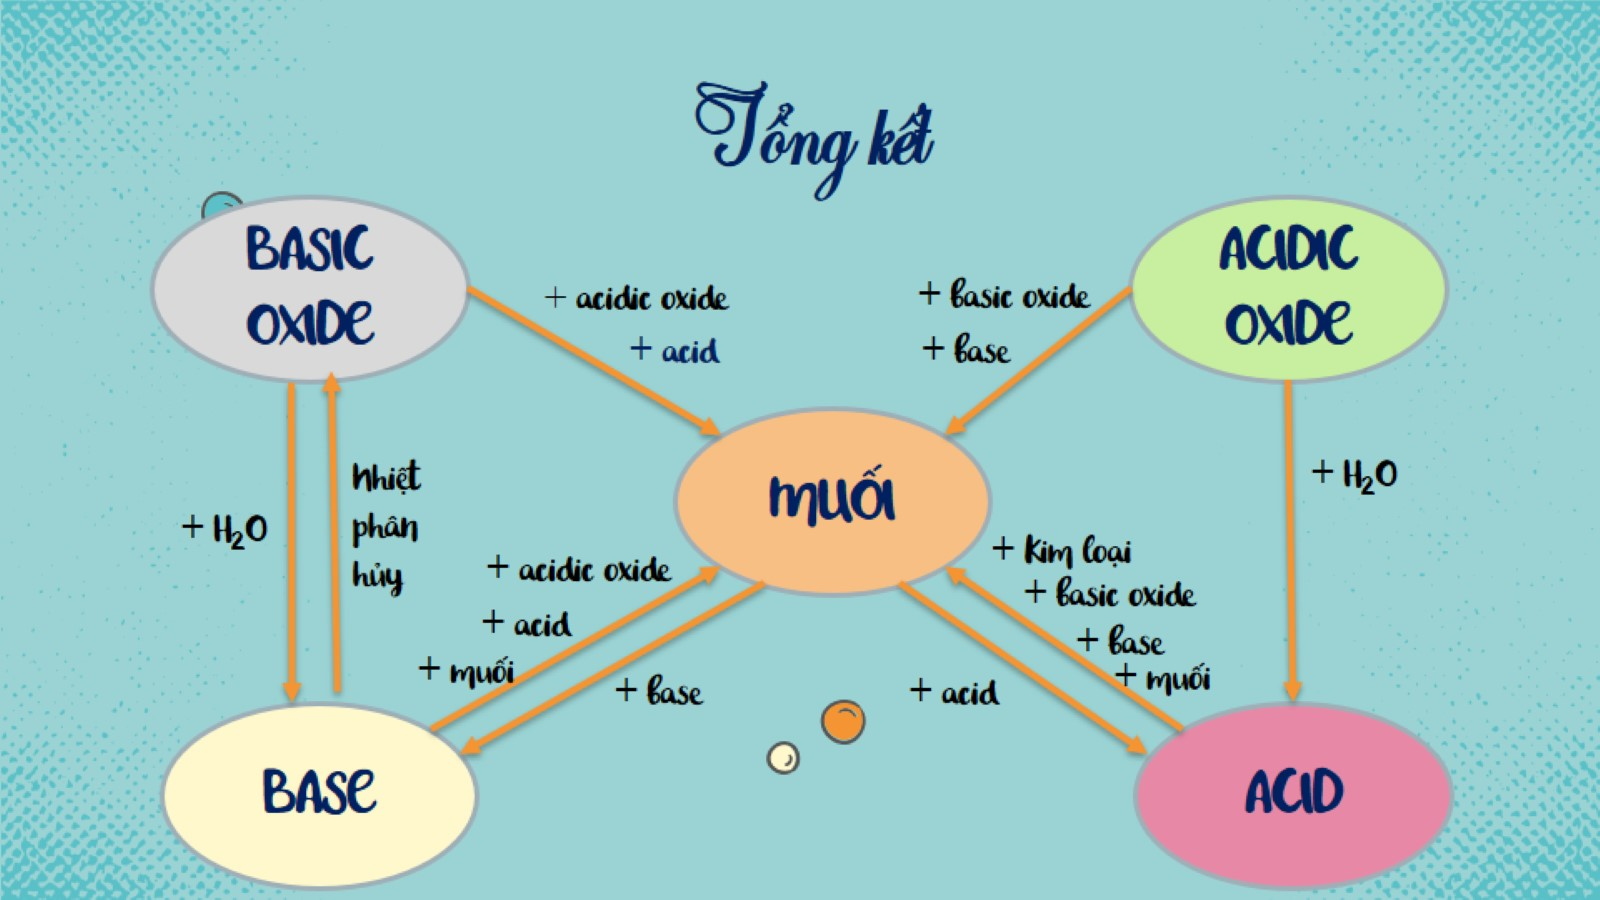 Tổng kết
BASIC
OXIDE
ACIDIC
OXIDE
+ acidic oxide
+ acid
+ basic oxide
+ base
MUỐI
+ H₂O
Nhiệt
phân
hủy
+ H₂O
+ acidic oxide
+ acid
+ muối
+ base
+ Kim loại
+ basic oxide
+ base
+ muối
+ acid
BASE
ACID